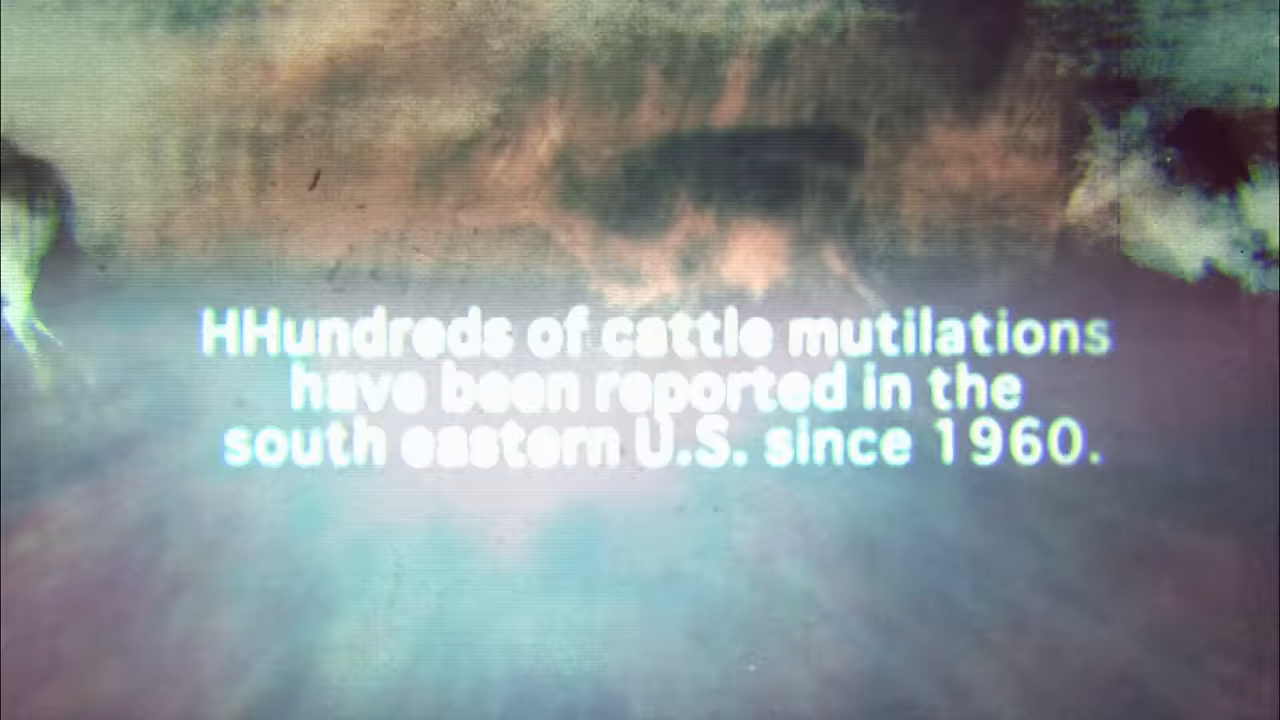 HHundreds of cattle mutilations
have been reported in the
south eastern U.S. since 1960.